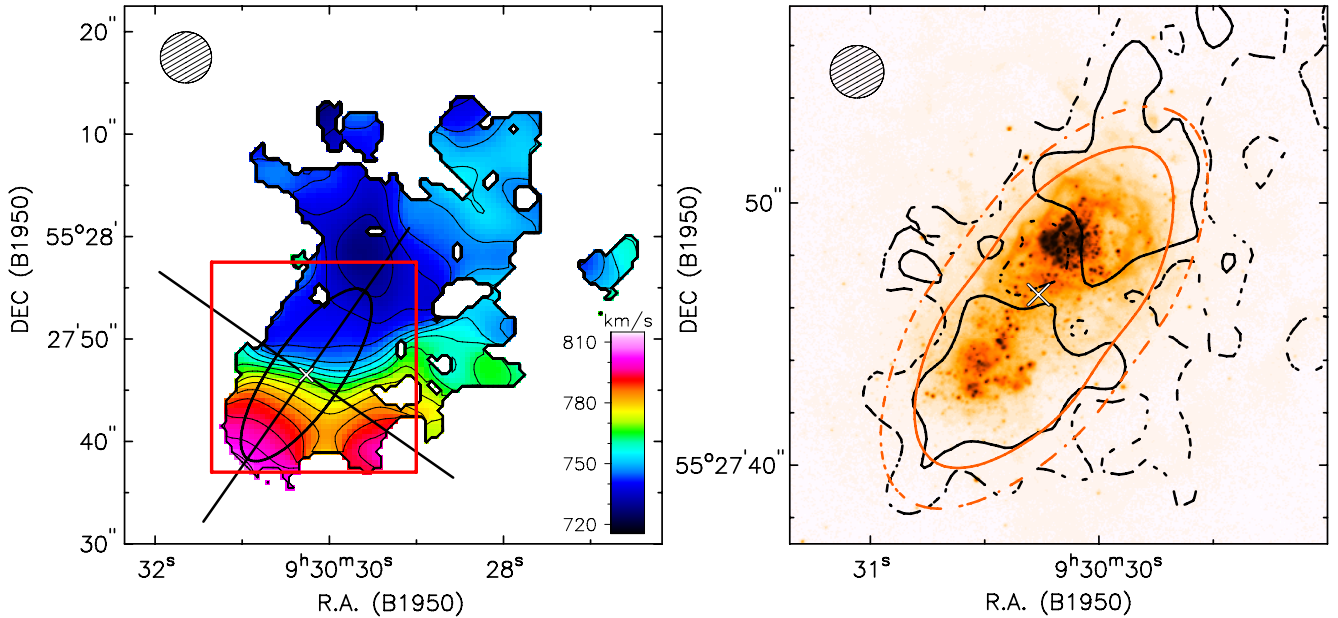 20"
10"
55°28'
27'50"
40"
30"
DEC (B1950)
32ˢ
9ʰ30ᵐ30ˢ
28ˢ
R.A. (B1950)
km/s
810
780
750
720
50"
55°27'40"
DEC (B1950)
31ˢ
9ʰ30ᵐ30ˢ
R.A. (B1950)